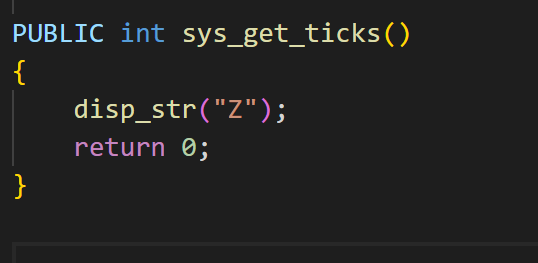 PUBLIC int sys_get_ticks()
{
    disp_str("Z");
    return 0;
}